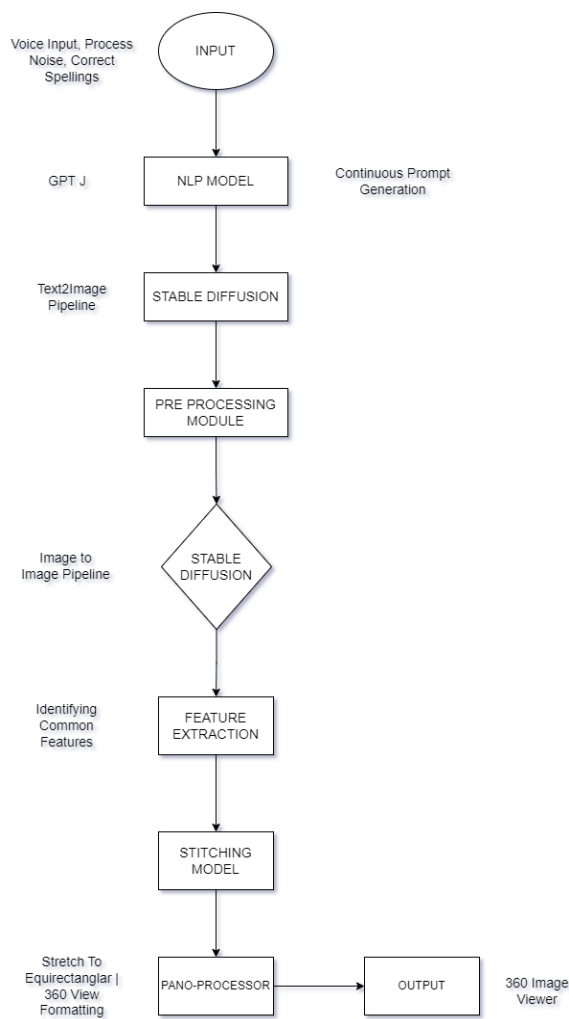 Voice Input, Process
Noise, Correct
Spellings
INPUT
GPT J
NLP MODEL
Continuous Prompt
Generation
Text2Image
Pipeline
STABLE DIFFUSION
PRE PROCESSING
MODULE
Image to
Image Pipeline
STABLE
DIFFUSION
Identifying
Common
Features
FEATURE
EXTRACTION
STITCHING
MODEL
Stretch To
Equirectanglar |
360 View
Formatting
PANO-PROCESSOR
OUTPUT
360 Image
Viewer